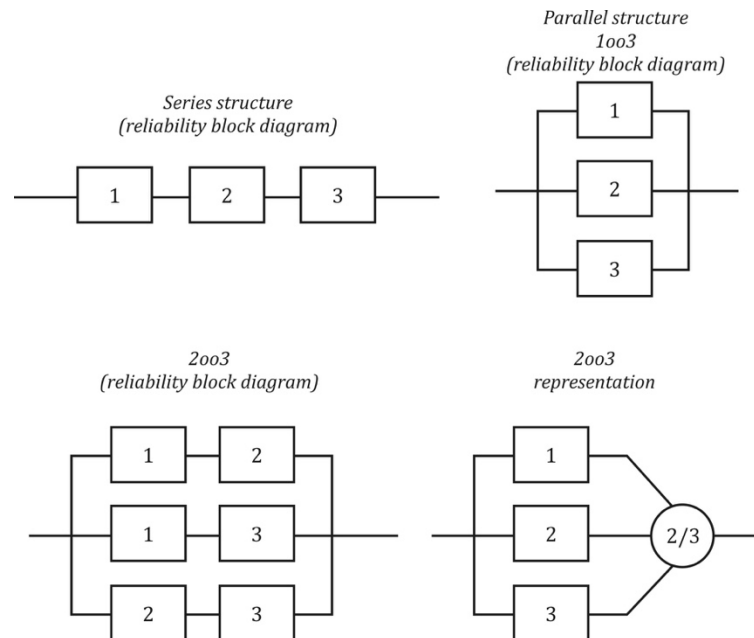 Series structure
(reliability block diagram)
1
2
3
Parallel structure
1oo3
(reliability block diagram)
1
2
3
2oo3
(reliability block diagram)
1
2
1
3
2
3
2oo3
representation
1
2
3
2/3